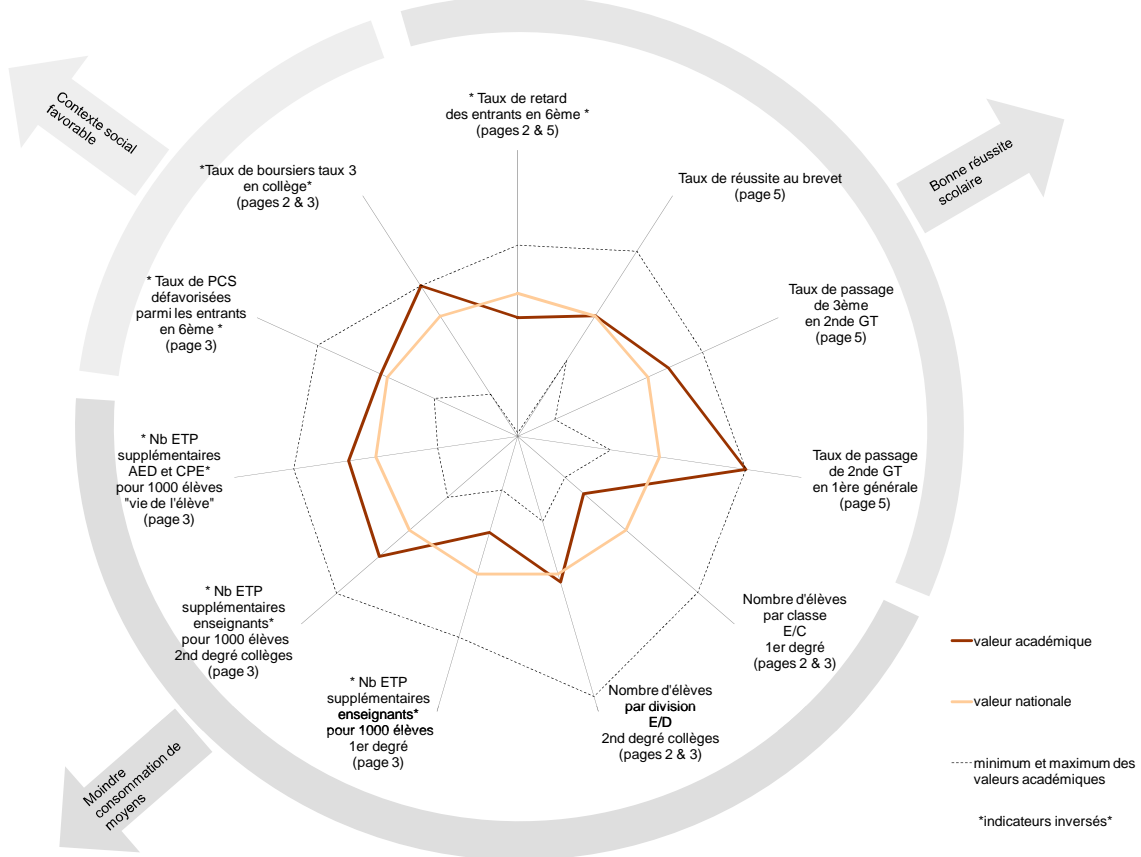 Contexte social
favorable
* Taux de retard
des entrants en 6ème *
(pages 2 & 5)
Bonne réussite
scolaire
*Taux de boursiers taux 3
en collège*
(pages 2 & 3)
Taux de réussite au brevet
(page 5)
* Taux de PCS
défavorisées
parmi les entrants
en 6ème *
(page 3)
Taux de passage
de 3ème
en 2nde GT
(page 5)
* Nb ETP
supplémentaires
AED et CPE*
pour 1000 élèves
"vie de l'élève"
(page 3)
Taux de passage
de 2nde GT
en 1ère générale
(page 5)
* Nb ETP
supplémentaires
enseignants*
pour 1000 élèves
2nd degré collèges
(page 3)
Nombre d'élèves
par classe
E/C
1er degré
(pages 2 & 3)
* Nb ETP
supplémentaires
enseignants*
pour 1000 élèves
1er degré
(page 3)
Nombre d'élèves
par division
E/D
2nd degré collèges
(pages 2 & 3)
Moindre
consommation de
moyens
valeur académique
valeur nationale
minimum et maximum des
valeurs académiques
*indicateurs inversés*